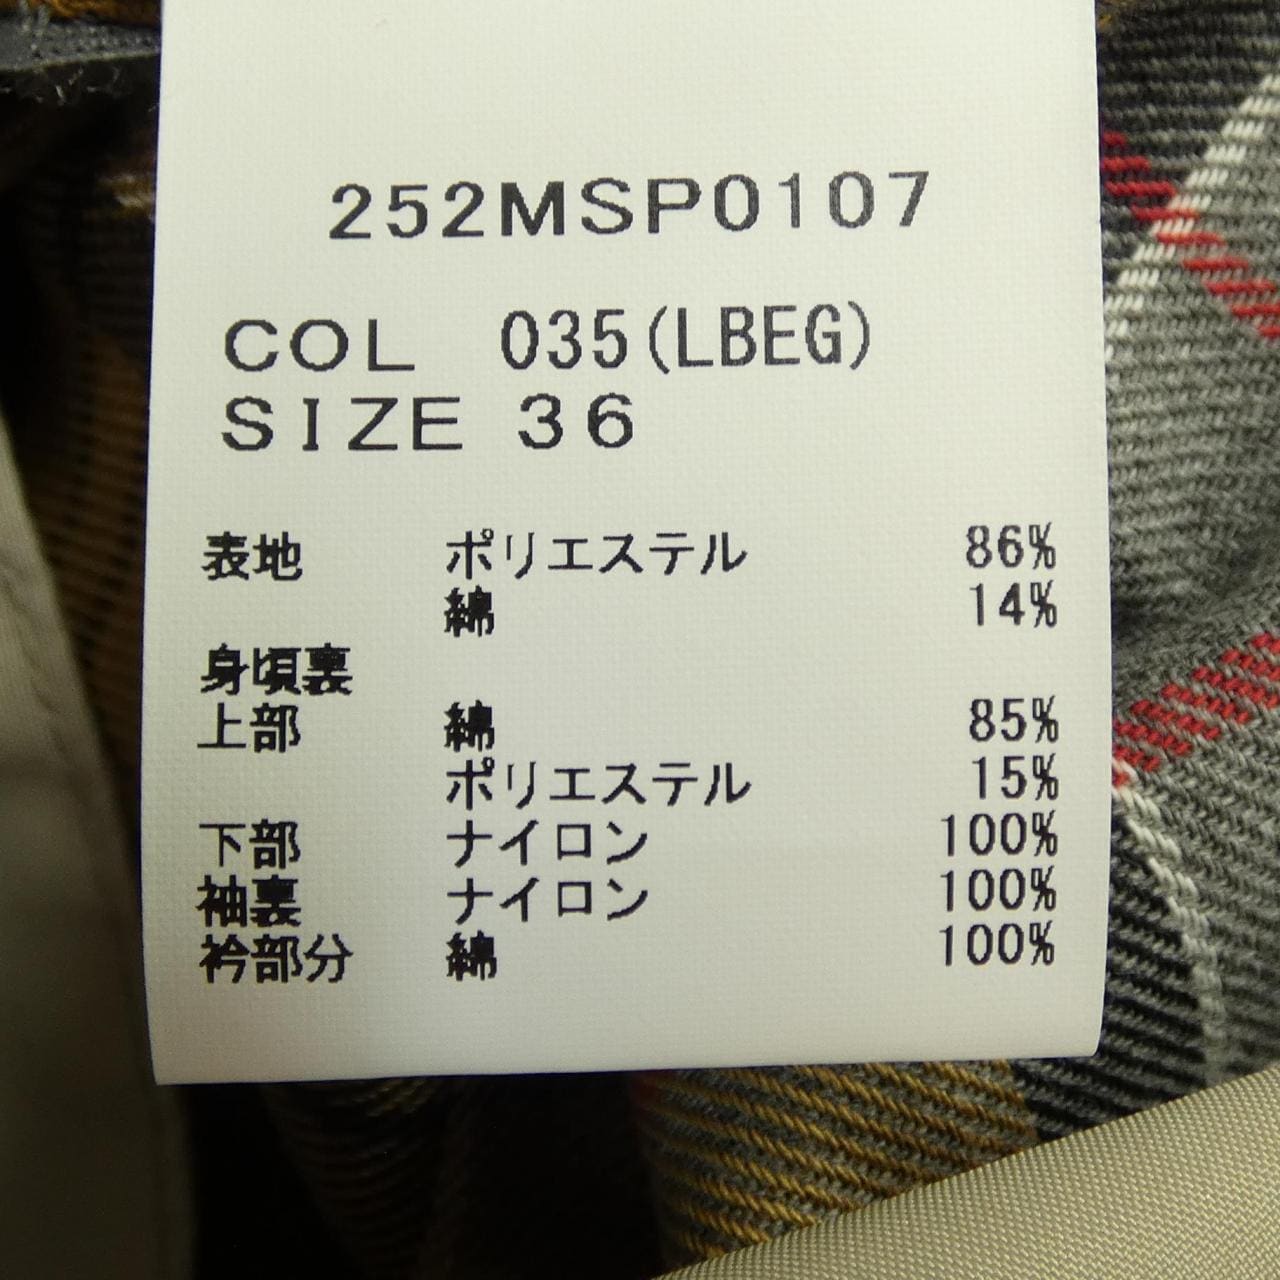 252MSP0107
COL 035(LBEG)
SIZE 36
表地 ポリエステル 86%
綿 14%
身頃裏
上部 綿 85%
ポリエステル 15%
下部 ナイロン 100%
袖裏 ナイロン 100%
衿部分 綿 100%